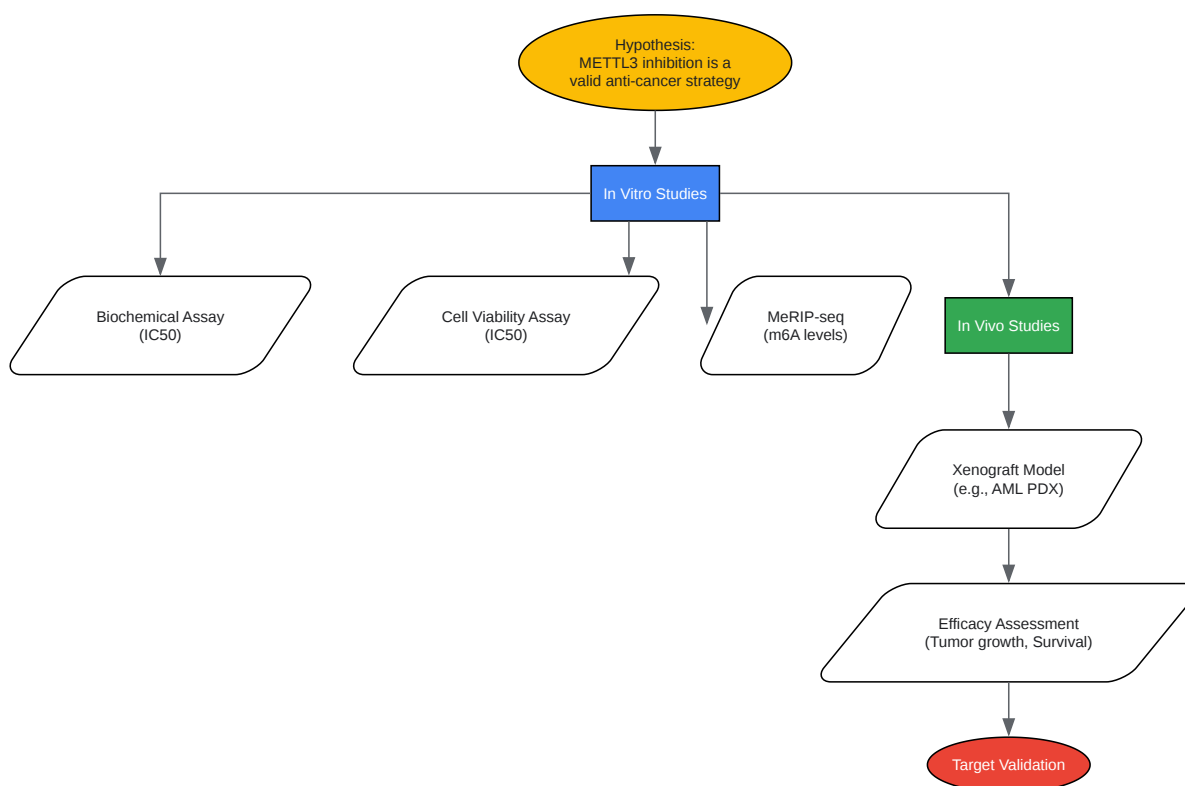 Hypothesis:
METTL3 inhibition is a
valid anti-cancer strategy
In Vitro Studies
Biochemical Assay
(IC50)
Cell Viability Assay
(IC50)
MeRIP-seq
(m6A levels)
In Vivo Studies
Xenograft Model
(e.g., AML PDX)
Efficacy Assessment
(Tumor growth, Survival)
Target Validation